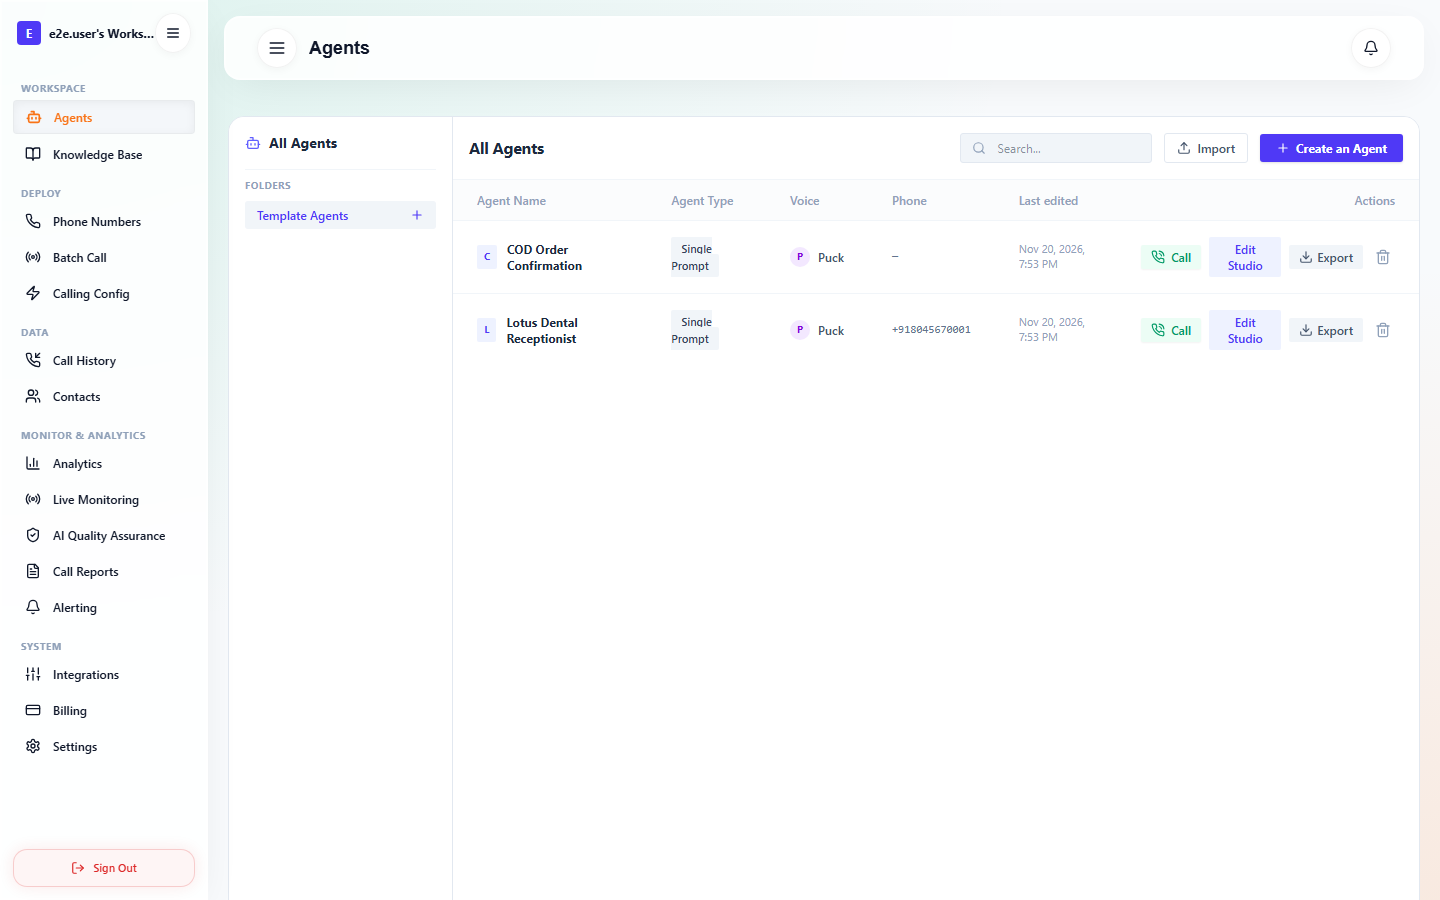 E e2e.user's Works...
WORKSPACE
Agents
Knowledge Base
DEPLOY
Phone Numbers
Batch Call
Calling Config
DATA
Call History
Contacts
MONITOR & ANALYTICS
Analytics
Live Monitoring
AI Quality Assurance
Call Reports
Alerting
SYSTEM
Integrations
Billing
Settings
Sign Out
Agents
All Agents
FOLDERS
Template Agents
All Agents
Search...
Import
Create an Agent
Agent Name Agent Type Voice Phone Last edited Actions
C
COD Order
Confirmation
Single
Prompt
P Puck
—
Nov 20, 2026,
7:53 PM
Call
Edit
Studio
Export
L
Lotus Dental
Receptionist
Single
Prompt
P Puck
+918045670001
Nov 20, 2026,
7:53 PM
Call
Edit
Studio
Export